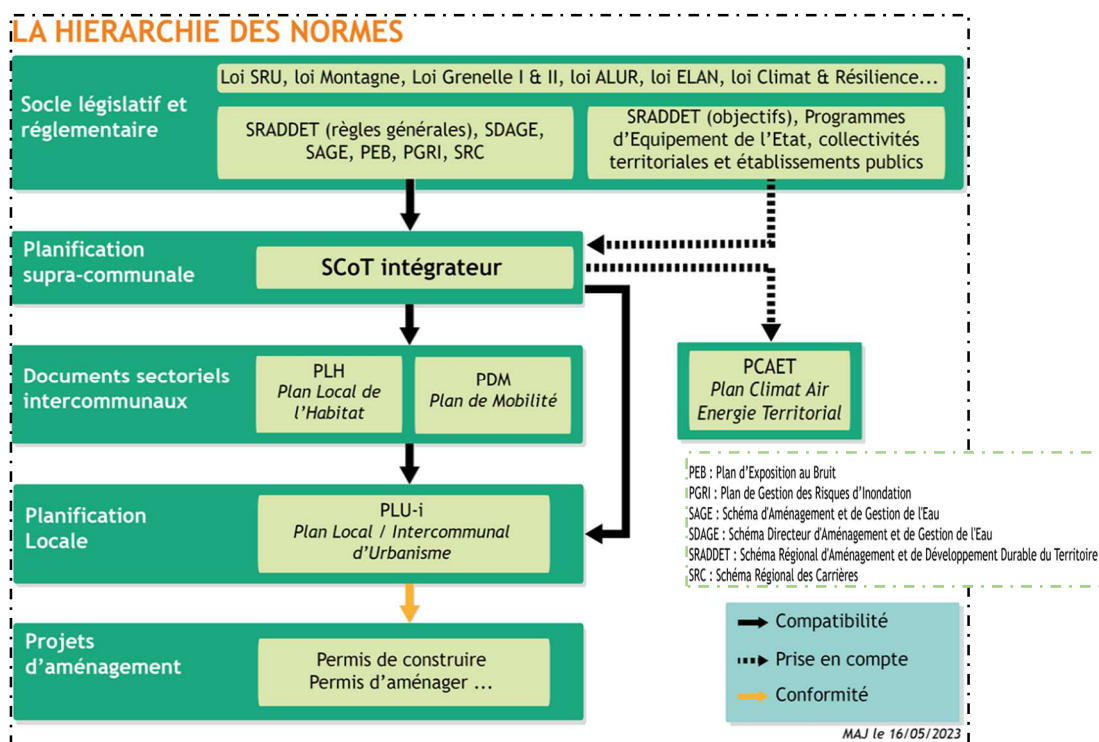 LA HIERARCHIE DES NORMES
Socle législatif et
réglementaire
Loi SRU, loi Montagne, Loi Grenelle I & II, loi ALUR, loi ELAN, loi Climat & Résilience...
SRADDET (règles générales), SDAGE,
SAGE, PEB, PGRI, SRC
SRADDET (objectifs), Programmes
d'Equipement de l'Etat, collectivités
territoriales et établissements publics
Planification
supra-communale
SCoT intégrateur
Documents sectoriels
intercommunaux
PLH
Plan Local de
l'Habitat
PDM
Plan de Mobilité
PCAET
Plan Climat Air
Energie Territorial
PEB : Plan d'Exposition au Bruit
PGRI : Plan de Gestion des Risques d'Inondation
SAGE : Schéma d'Aménagement et de Gestion de l'Eau
SDAGE : Schéma Directeur d'Aménagement et de Gestion de l'Eau
SRADDET : Schéma Régional d'Aménagement et de Développement Durable du Territoire
SRC : Schéma Régional des Carrières
Planification
Locale
PLU-i
Plan Local / Intercommunal
d'Urbanisme
Projets
d'aménagement
Permis de construire
Permis d'aménager ...
Compatibilité
Prise en compte
Conformité
MAJ le 16/05/2023